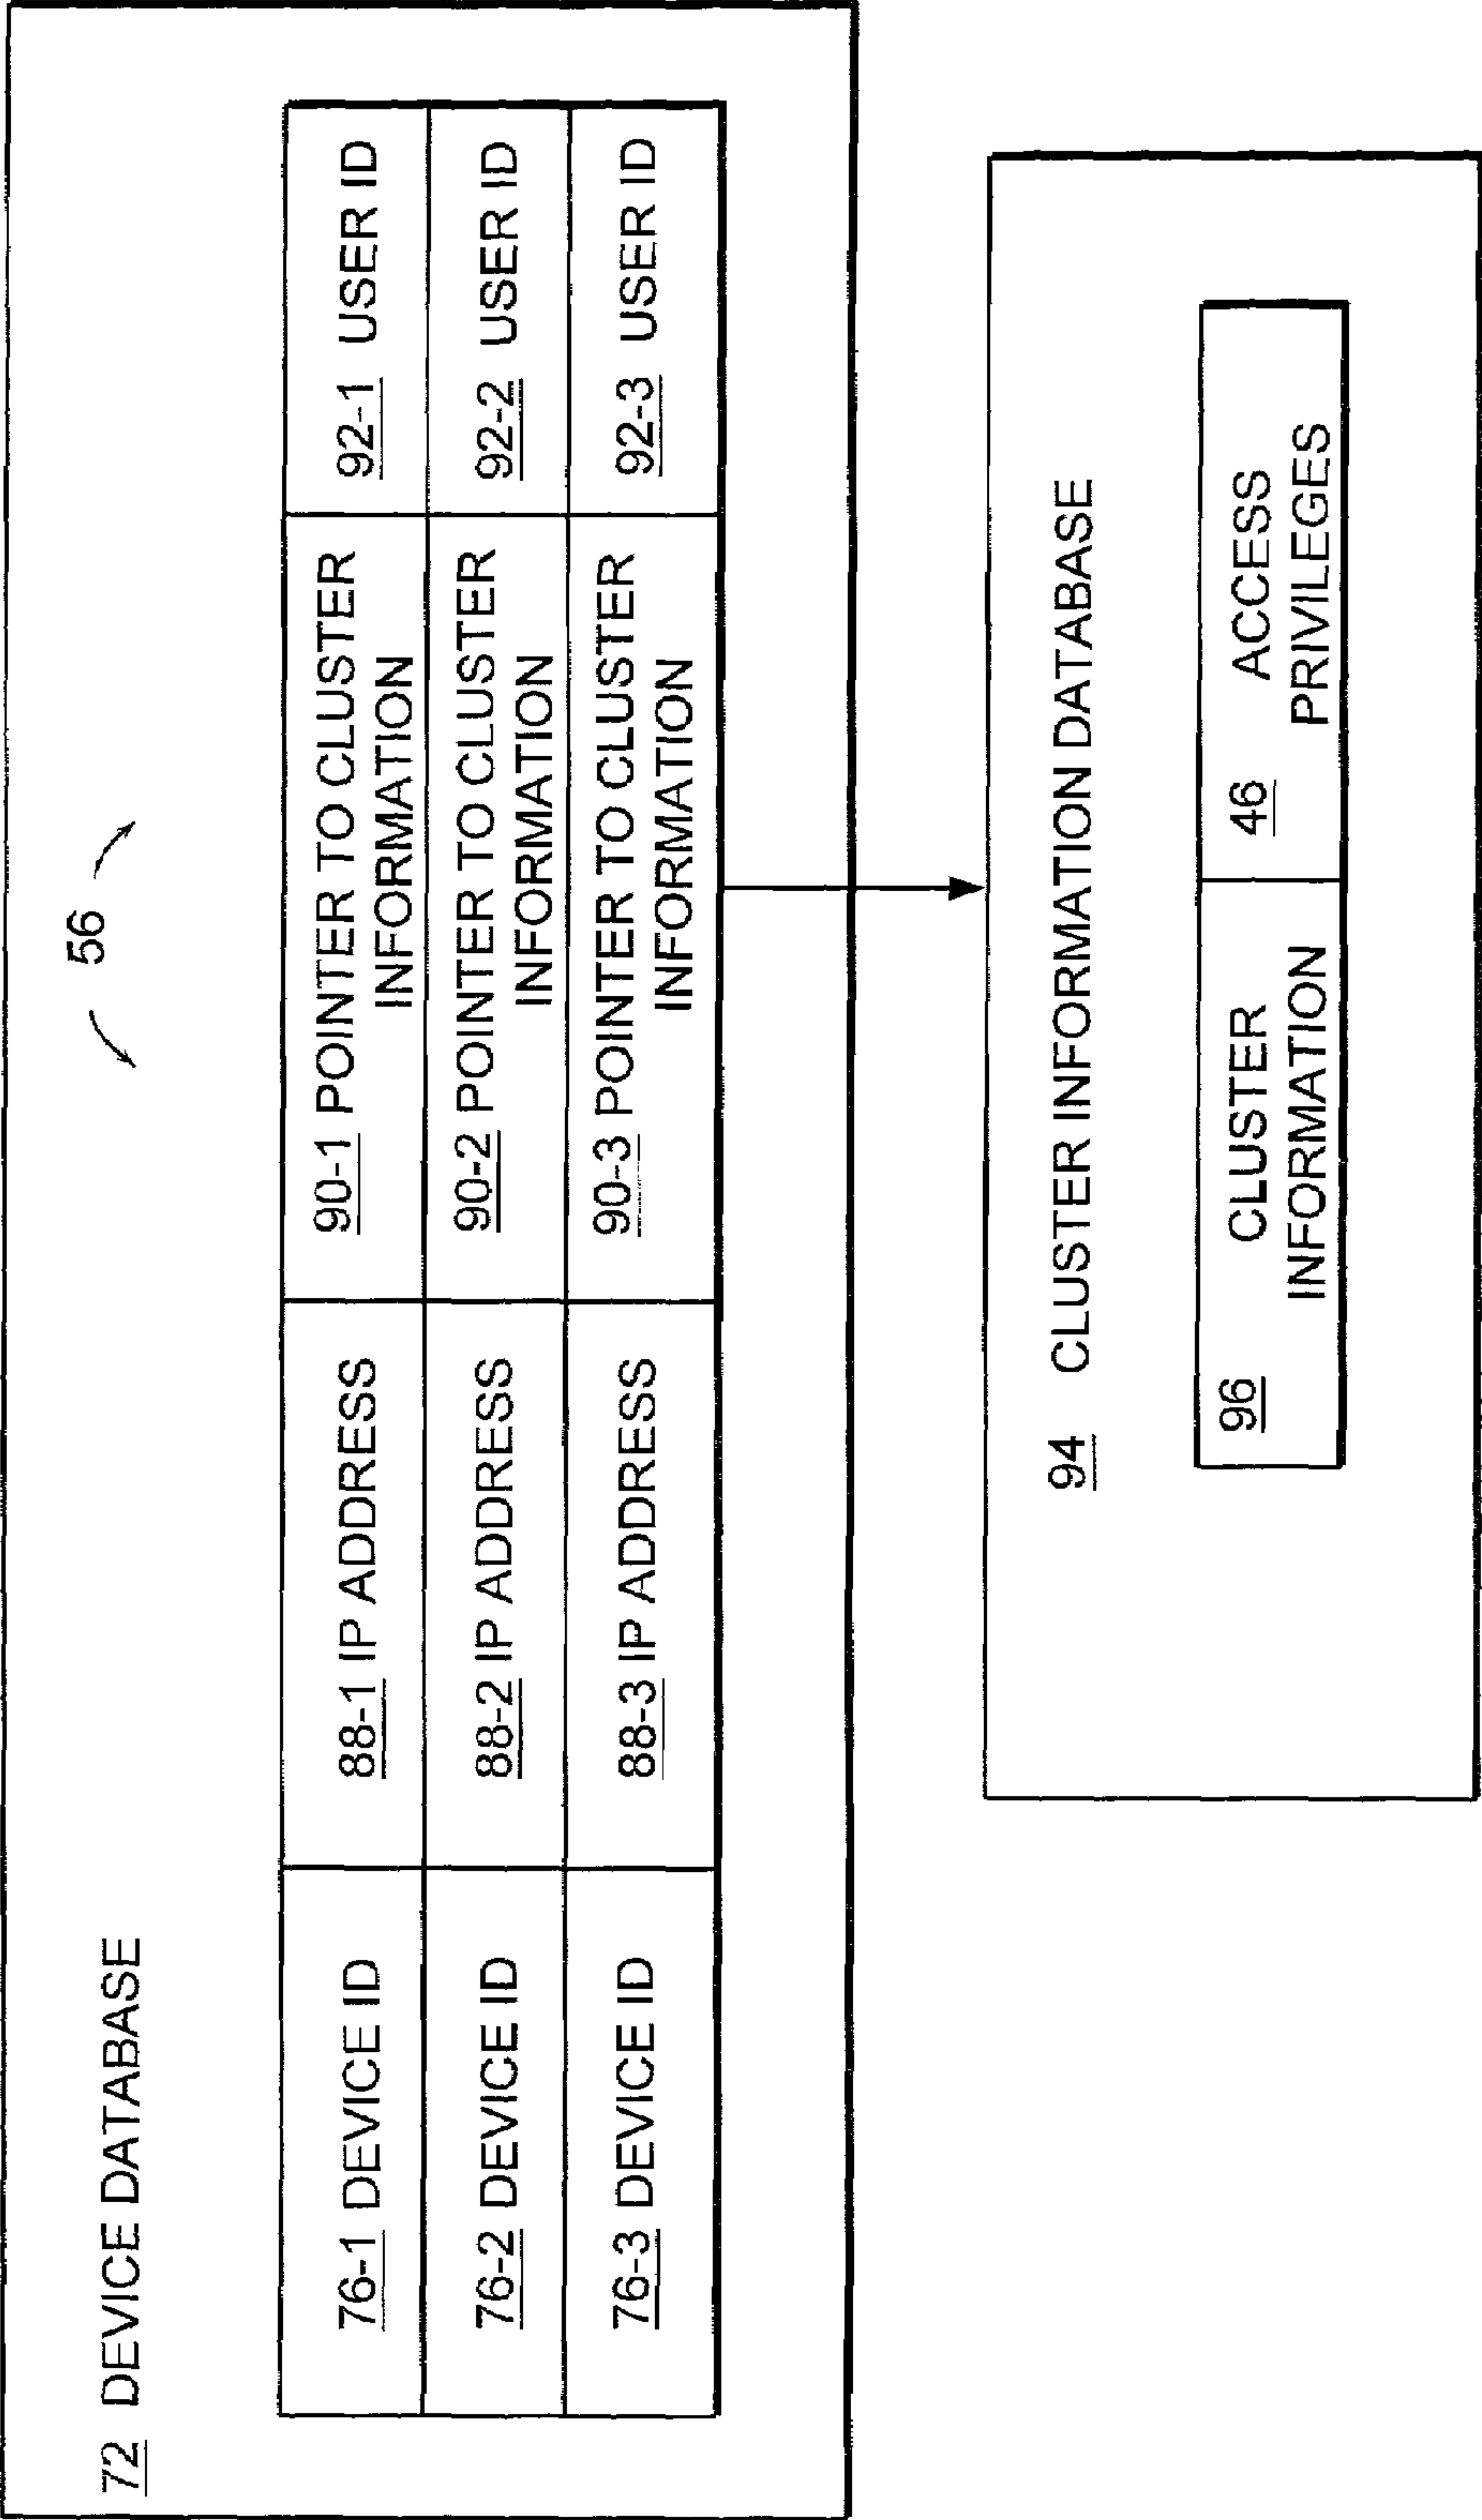 72 DEVICE DATABASE
56
76-1 DEVICE ID
88-1 IP ADDRESS
90-1 POINTER TO CLUSTER
INFORMATION
92-1 USER ID
76-2 DEVICE ID
88-2 IP ADDRESS
90-2 POINTER TO CLUSTER
INFORMATION
92-2 USER ID
76-3 DEVICE ID
88-3 IP ADDRESS
90-3 POINTER TO CLUSTER
INFORMATION
92-3 USER ID
94 CLUSTER INFORMATION DATABASE
96 CLUSTER
INFORMATION
46 ACCESS
PRIVILEGES